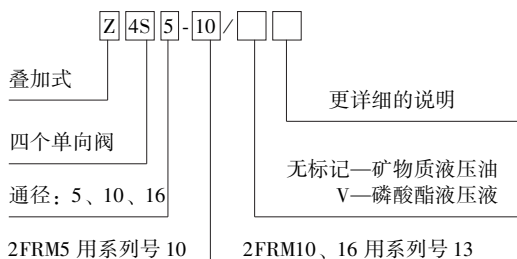 Z 4S 5 - 10 /
叠加式
更详细的说明
四个单向阀
无标记—矿物质液压油
通径：5、10、16
V—磷酸酯液压液
2FRM5 用系列号 10
2FRM10、16 用系列号 13